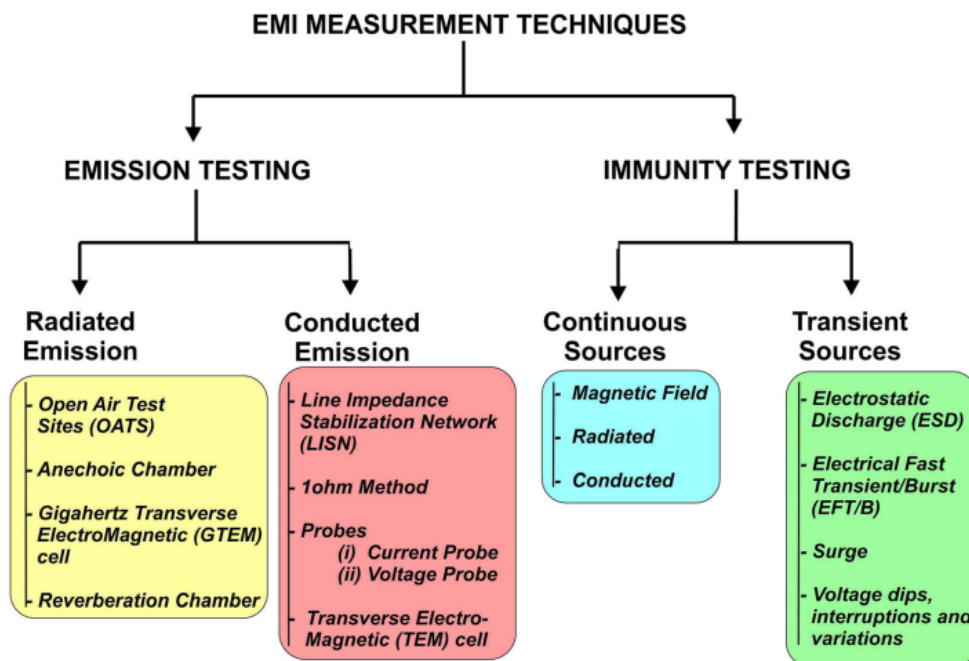 EMI MEASUREMENT TECHNIQUES
EMISSION TESTING
IMMUNITY TESTING
Radiated
Emission
- Open Air Test
Sites (OATS)
- Anechoic Chamber
- Gigahertz Transverse
ElectroMagnetic (GTEM)
cell
- Reverberation Chamber
Conducted
Emission
- Line Impedance
Stabilization Network
(LISN)
- 1ohm Method
- Probes
(i) Current Probe
(ii) Voltage Probe
- Transverse Electro-
Magnetic (TEM) cell
Continuous
Sources
- Magnetic Field
- Radiated
- Conducted
Transient
Sources
- Electrostatic
Discharge (ESD)
- Electrical Fast
Transient/Burst
(EFT/B)
- Surge
- Voltage dips,
interruptions and
variations